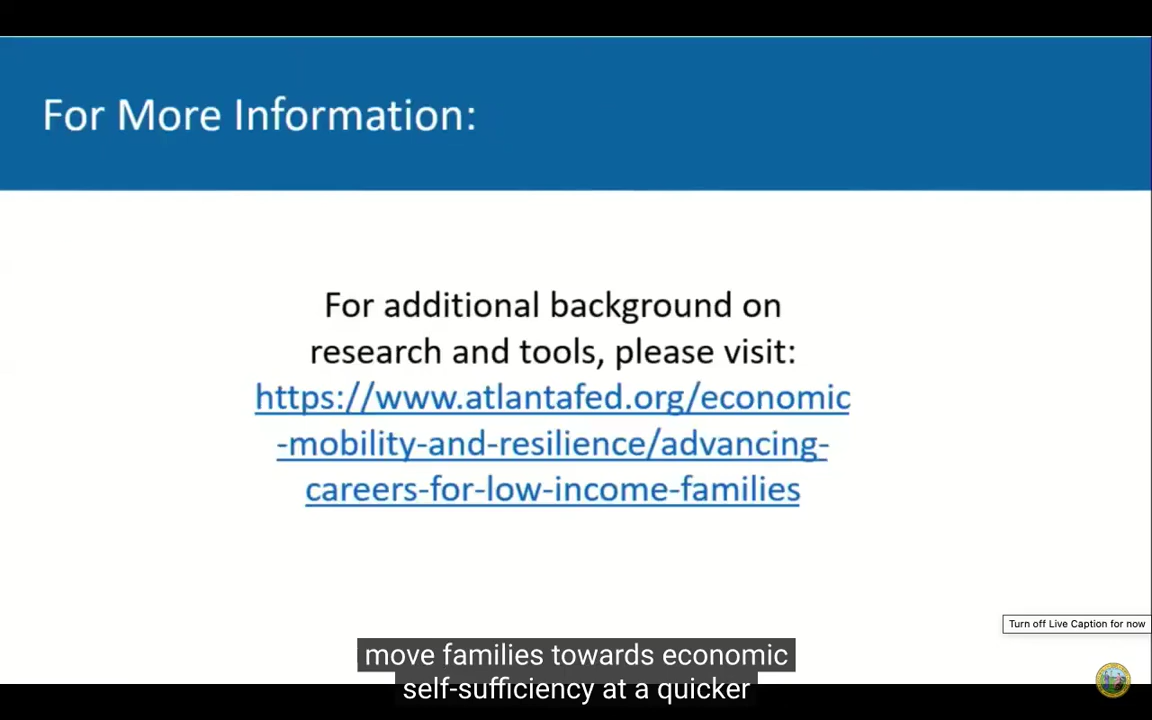 For More Information:
For additional background on
research and tools, please visit:
https://www.atlantafed.org/economic
-mobility-and-resilience/advancing-
careers-for-low-income-families
Turn off Live Caption for now
move families towards economic
self-sufficiency at a quicker